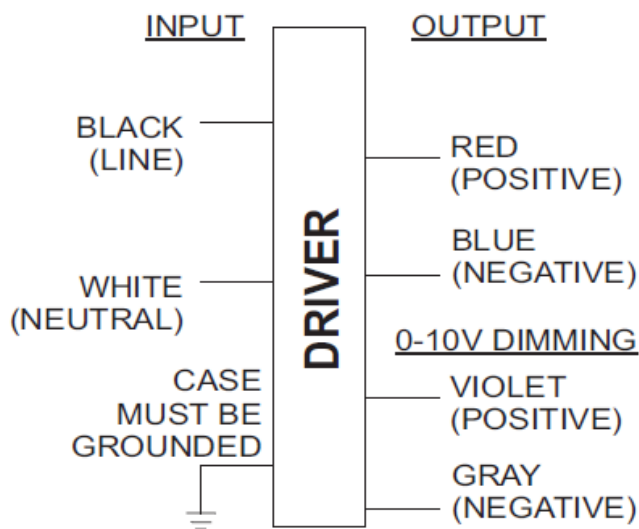 INPUT
BLACK
(LINE)
WHITE
(NEUTRAL)
CASE
MUST BE
GROUNDED
DRIVER
OUTPUT
RED
(POSITIVE)
BLUE
(NEGATIVE)
0-10V DIMMING
VIOLET
(POSITIVE)
GRAY
(NEGATIVE)